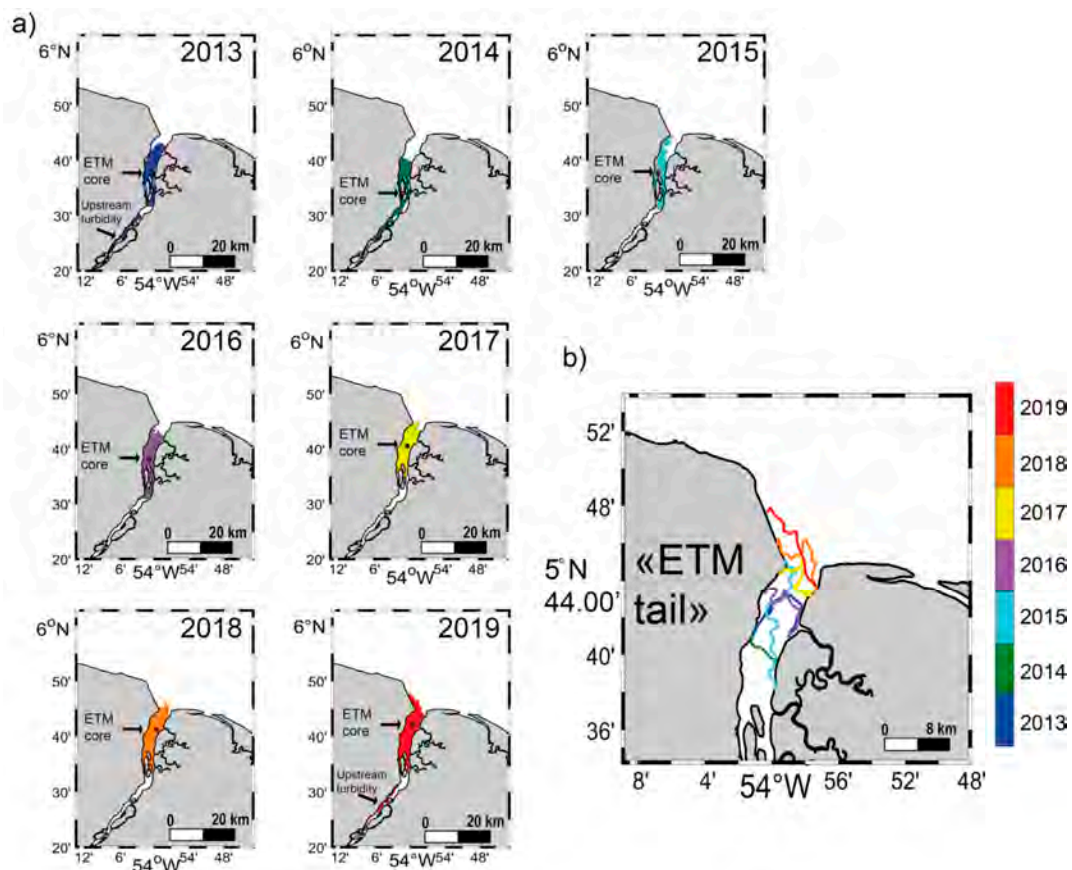 a)
6°N
2013
50'
40'
30'
20'
ETM
core
Upstream
turbidity
0 20 km
12' 6' 54°W 54' 48'
6°N
2014
50'
40'
30'
20'
ETM
core
0 20 km
12' 6' 54°W 54' 48'
6°N
2015
50'
40'
30'
20'
ETM
core
0 20 km
12' 6' 54°W 54' 48'
6°N
2016
50'
40'
30'
20'
ETM
core
0 20 km
12' 6' 54°W 54' 48'
6°N
2017
50'
40'
30'
20'
ETM
core
0 20 km
12' 6' 54°W 54' 48'
b)
52'
48'
5°N
44.00'
40'
36'
«ETM
tail»
0 8 km
8' 4' 54°W 56' 52' 48'
2019
2018
2017
2016
2015
2014
2013
6°N
2018
50'
40'
30'
20'
ETM
core
0 20 km
12' 6' 54°W 54' 48'
6°N
2019
50'
40'
30'
20'
ETM
core
Upstream
turbidity
0 20 km
12' 6' 54°W 54' 48'